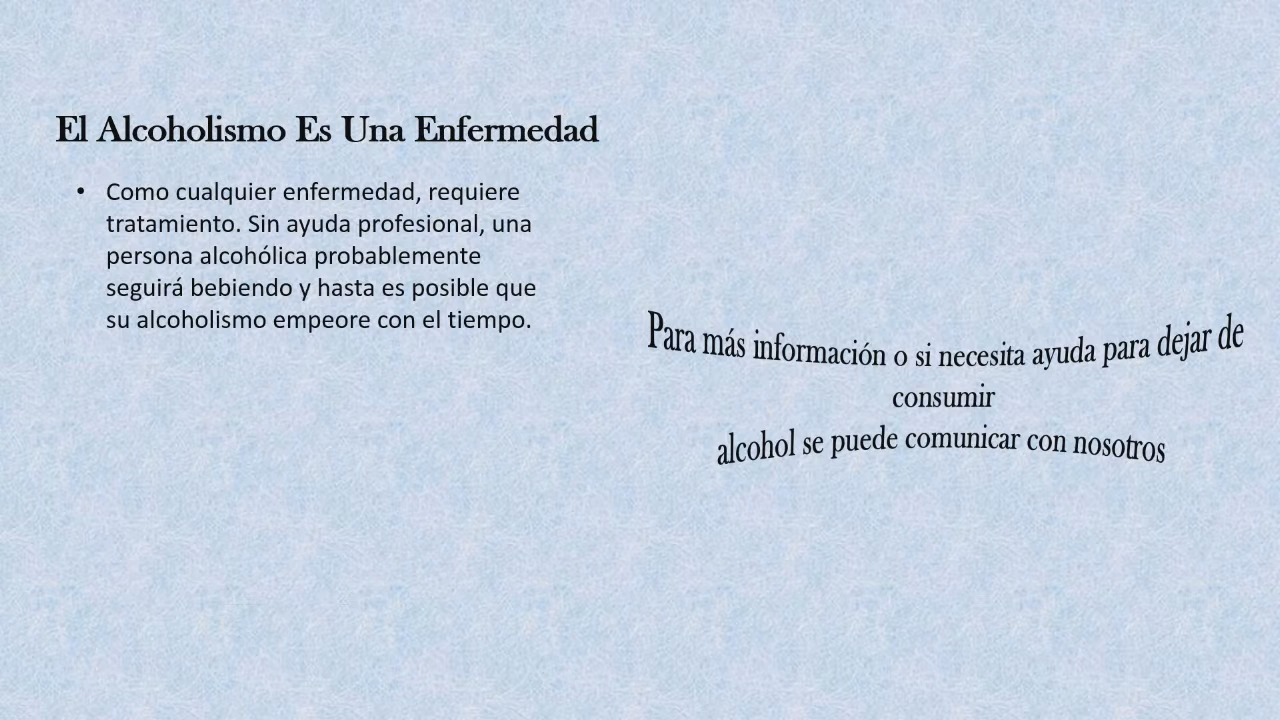 El Alcoholismo Es Una Enfermedad
• Como cualquier enfermedad, requiere
tratamiento. Sin ayuda profesional, una
persona alcohólica probablemente
seguirá bebiendo y hasta es posible que
su alcoholismo empeore con el tiempo.
Para más información o si necesita ayuda para dejar de
consumir
alcohol se puede comunicar con nosotros